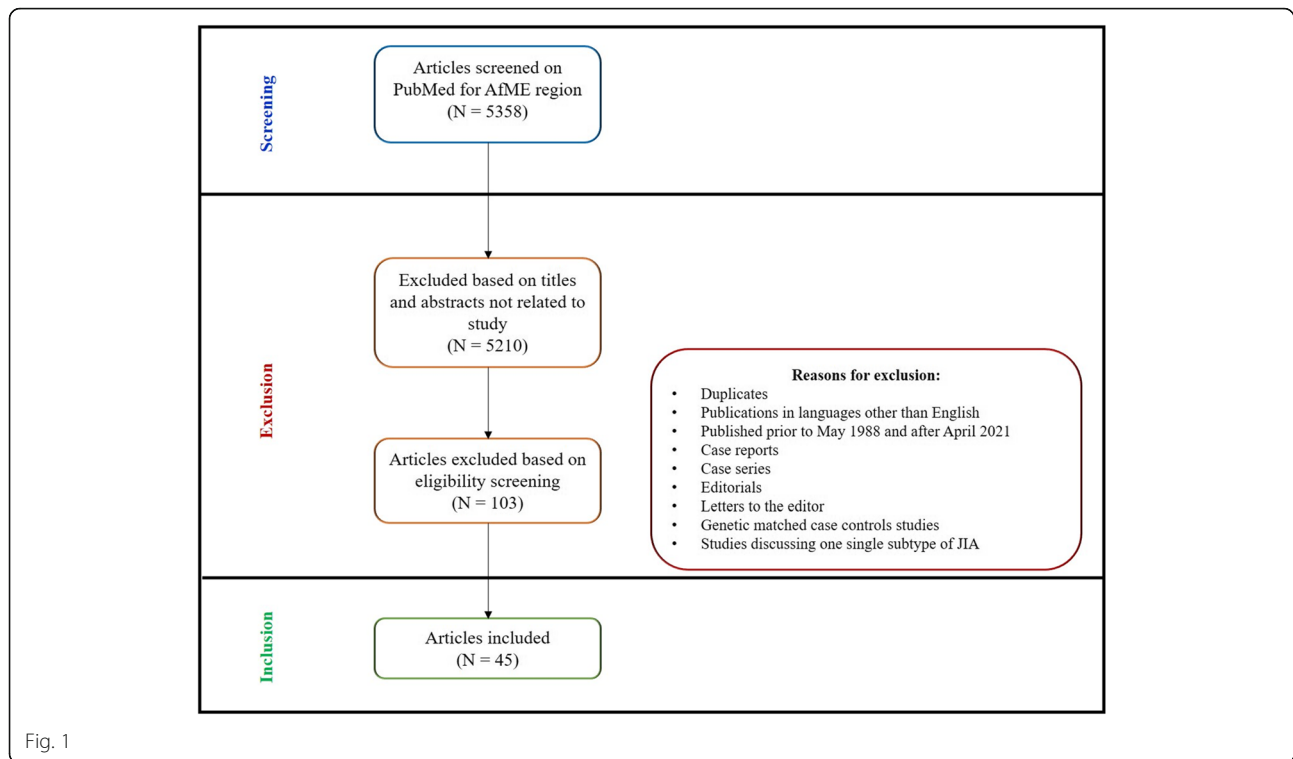 Screening
Articles screened on
PubMed for AfME region
(N = 5358)
Exclusion
Excluded based on titles
and abstracts not related to
study
(N = 5210)
Articles excluded based on
eligibility screening
(N = 103)
Reasons for exclusion:
• Duplicates
• Publications in languages other than English
• Published prior to May 1988 and after April 2021
• Case reports
• Case series
• Editorials
• Letters to the editor
• Genetic matched case controls studies
• Studies discussing one single subtype of JIA
Inclusion
Articles included
(N = 45)
Fig. 1